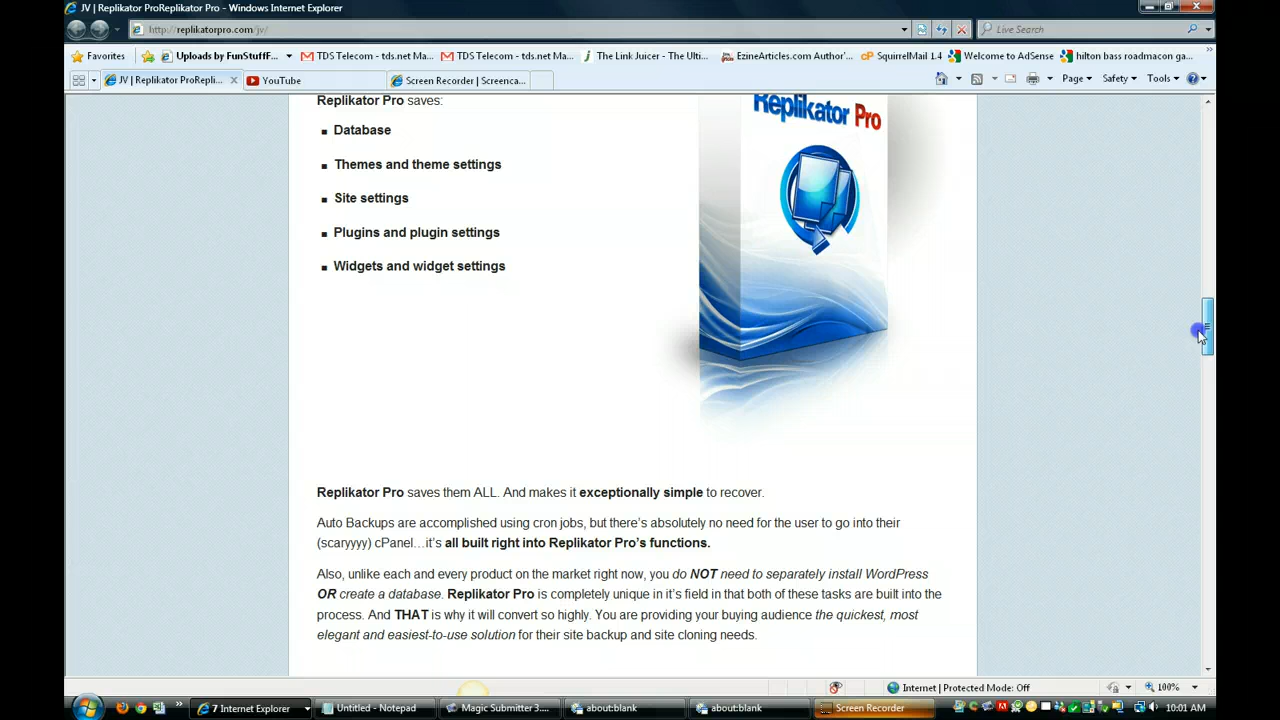 JV | Replikator ProReplikator Pro - Windows Internet Explorer
http://replikatorpro.com/jv/
Live Search
Favorites
Uploads by FunStuffF...
TDS Telecom - tds.net Ma...
TDS Telecom - tds.net Ma...
The Link Juicer - The Ulti...
EzineArticles.com Author'...
SquirrelMail 1.4
Welcome to AdSense
hilton bass roadmacon ga...
JV | Replikator ProRepli...
YouTube
Screen Recorder | Screenca...
Page
Safety
Tools
Replikator Pro saves:
Database
Themes and theme settings
Site settings
Plugins and plugin settings
Widgets and widget settings
Replikator Pro
Replikator Pro saves them ALL. And makes it exceptionally simple to recover.
Auto Backups are accomplished using cron jobs, but there's absolutely no need for the user to go into their
(scaryyyy) cPanel…it's all built right into Replikator Pro's functions.
Also, unlike each and every product on the market right now, you do NOT need to separately install WordPress
OR create a database. Replikator Pro is completely unique in it's field in that both of these tasks are built into the
process. And THAT is why it will convert so highly. You are providing your buying audience the quickest, most
elegant and easiest-to-use solution for their site backup and site cloning needs.
Internet | Protected Mode: Off
100%
7 Internet Explorer
Untitled - Notepad
Magic Submitter 3....
about:blank
about:blank
Screen Recorder
10:01 AM